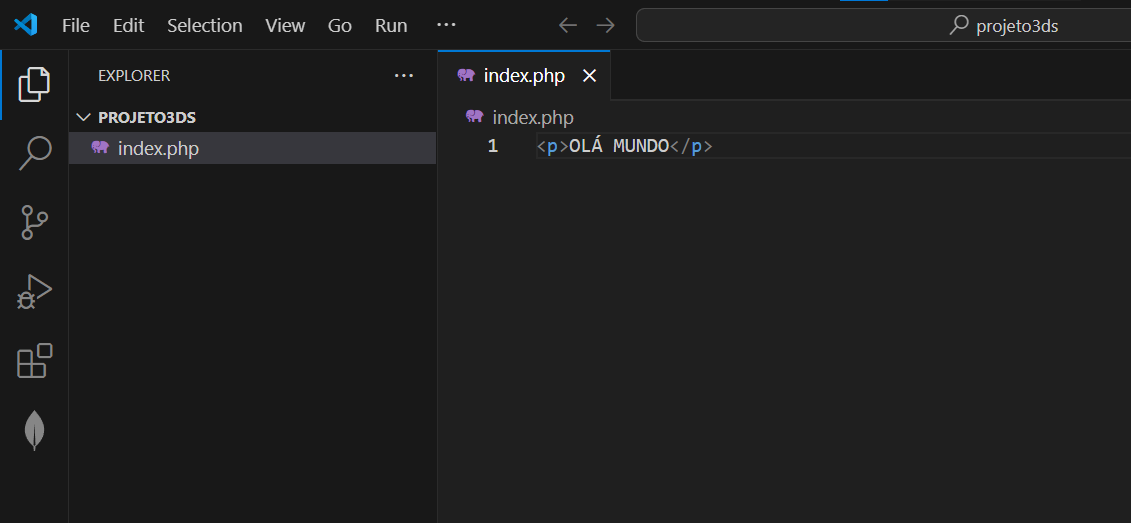 File Edit Selection View Go Run ···
projeto3ds
EXPLORER ···
PROJETO3DS
index.php
index.php
index.php
1 <p>OLÁ MUNDO</p>